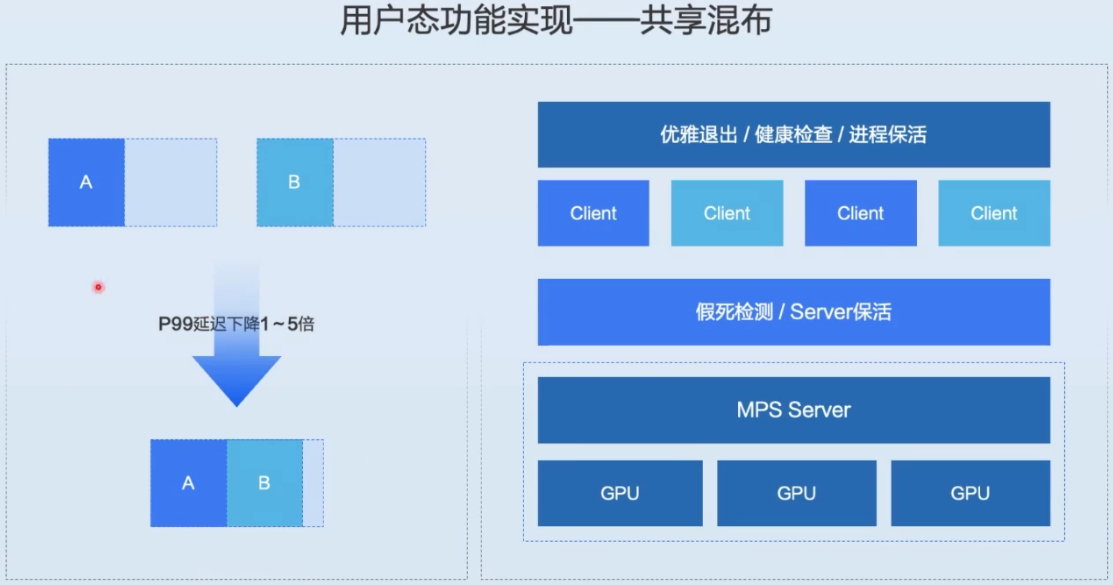 用户态功能实现——共享混布
A
B
P99延迟下降1~5倍
A
B
优雅退出 / 健康检查 / 进程保活
Client
Client
Client
Client
假死检测 / Server保活
MPS Server
GPU
GPU
GPU